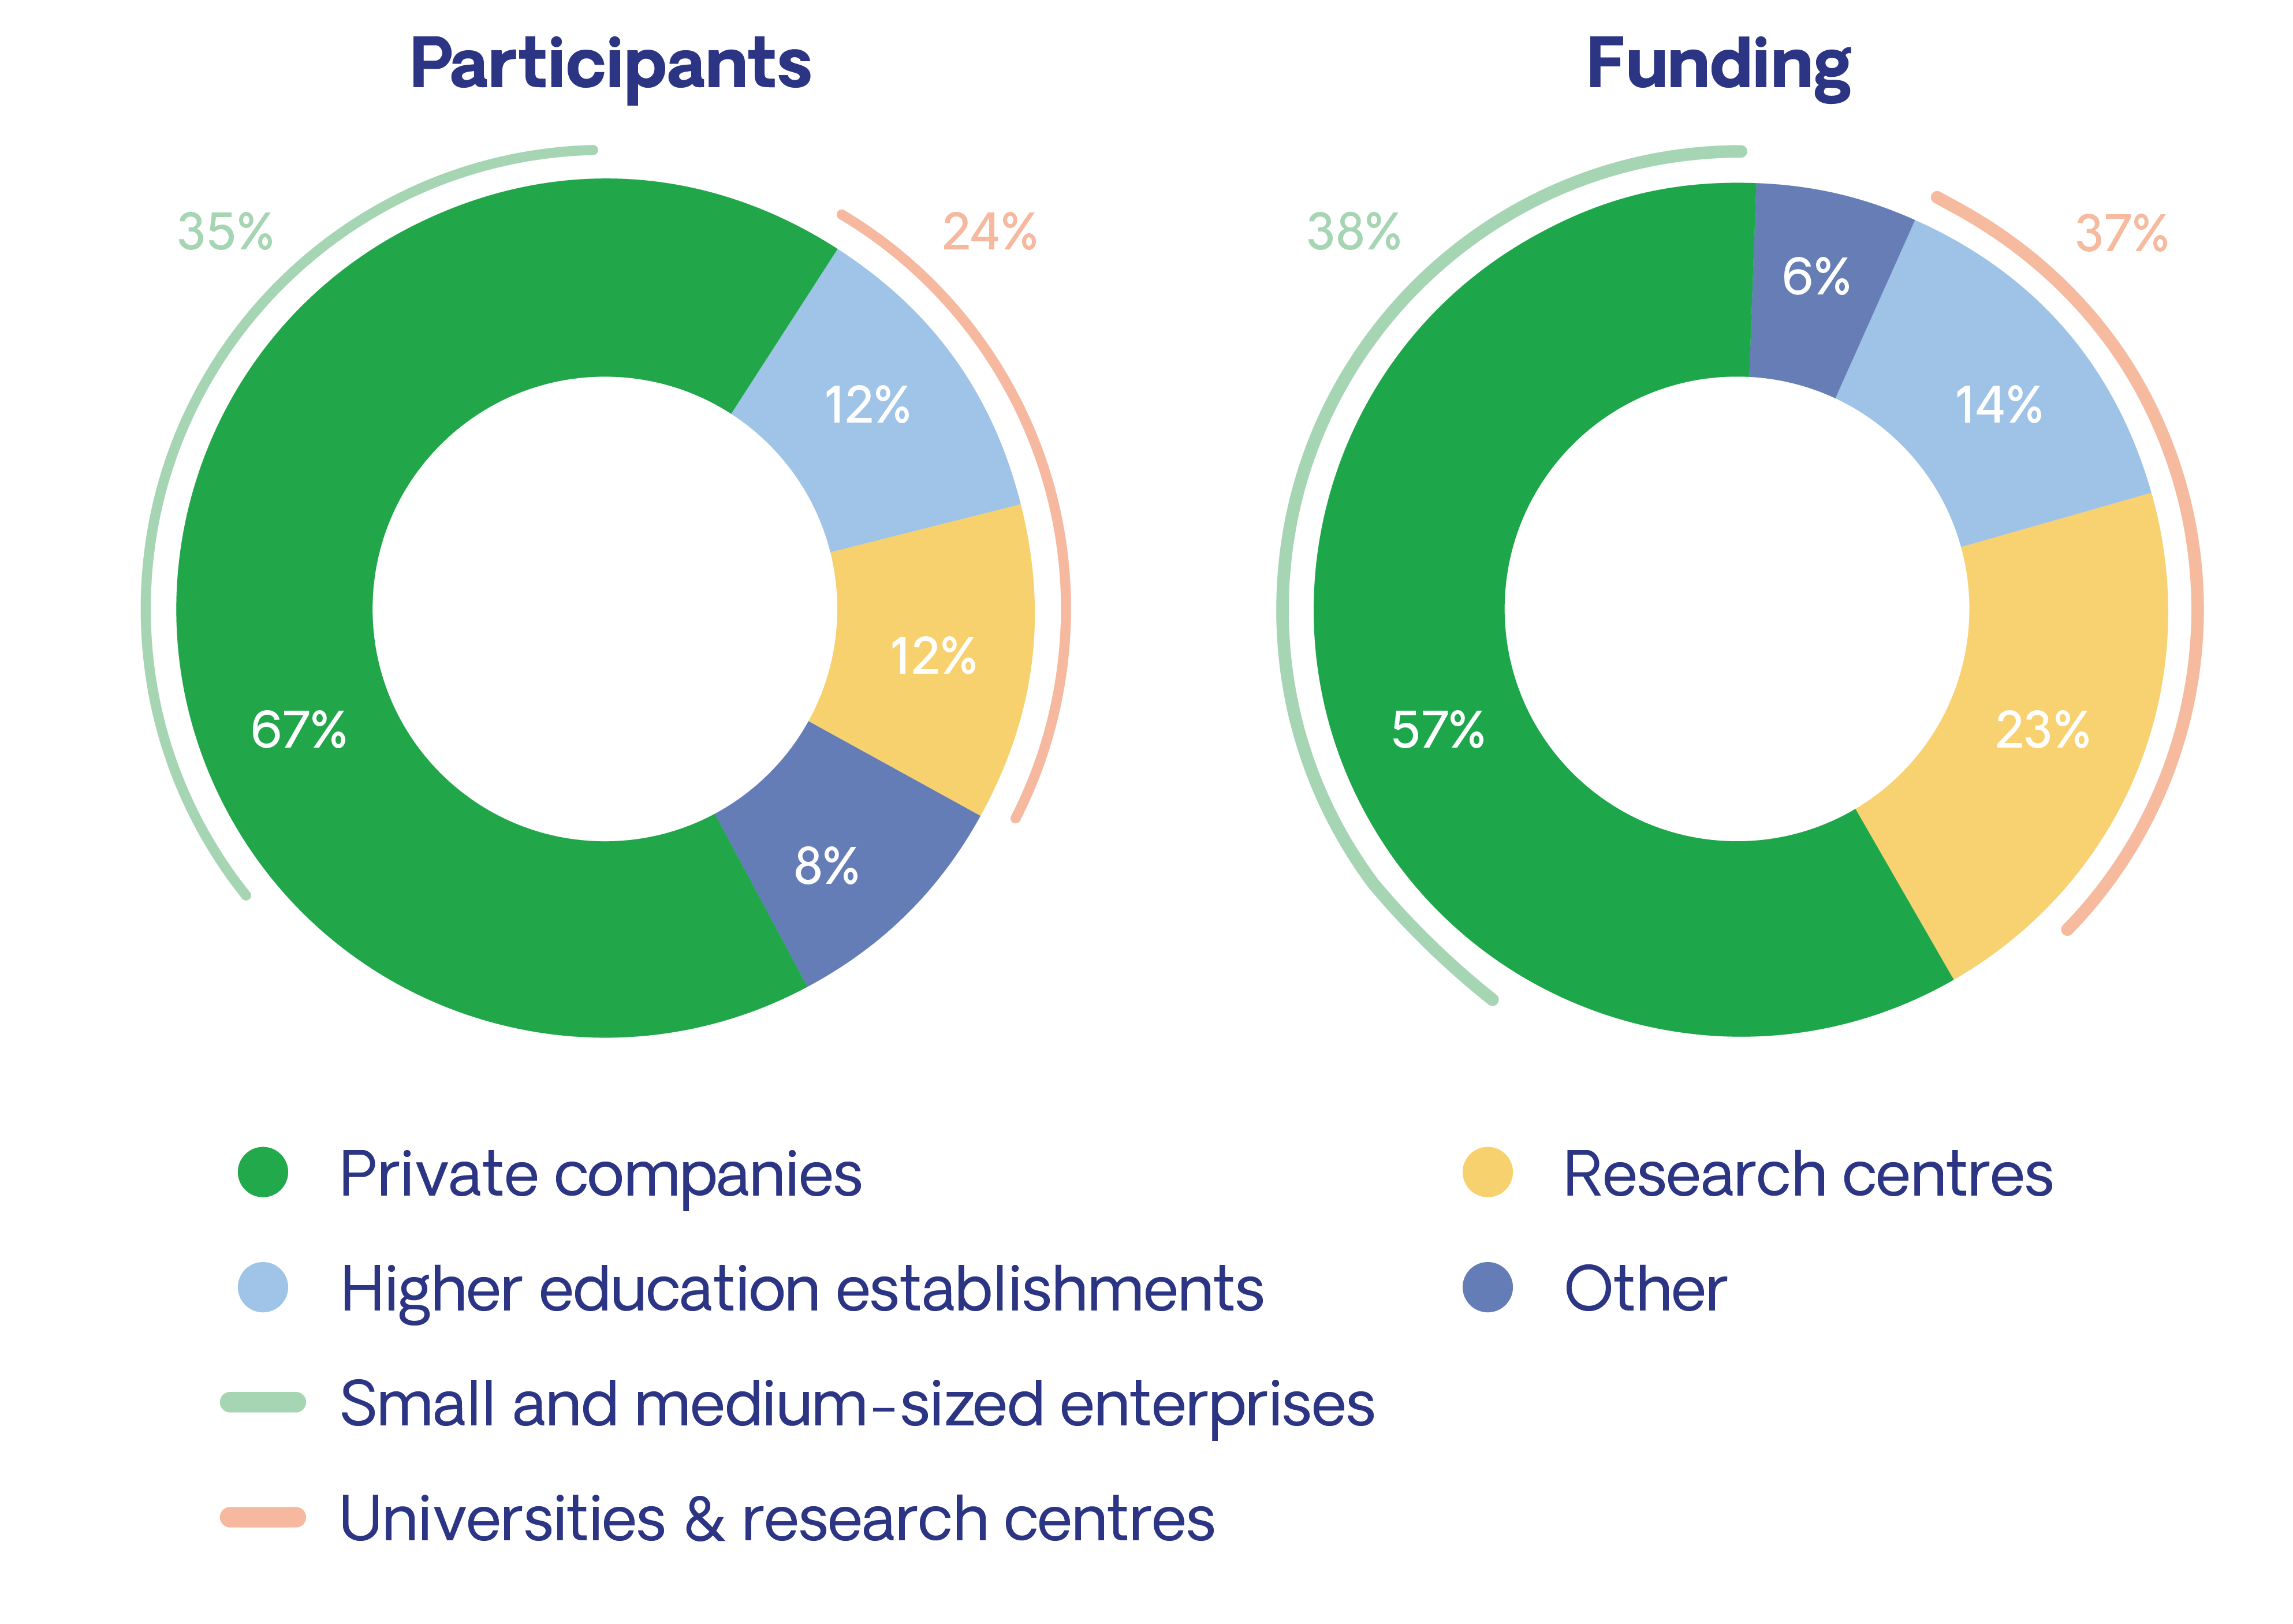 Participants
35%
24%
12%
12%
67%
8%
Funding
38%
37%
6%
14%
57%
23%
Private companies
Higher education establishments
Small and medium-sized enterprises
Universities & research centres
Research centres
Other